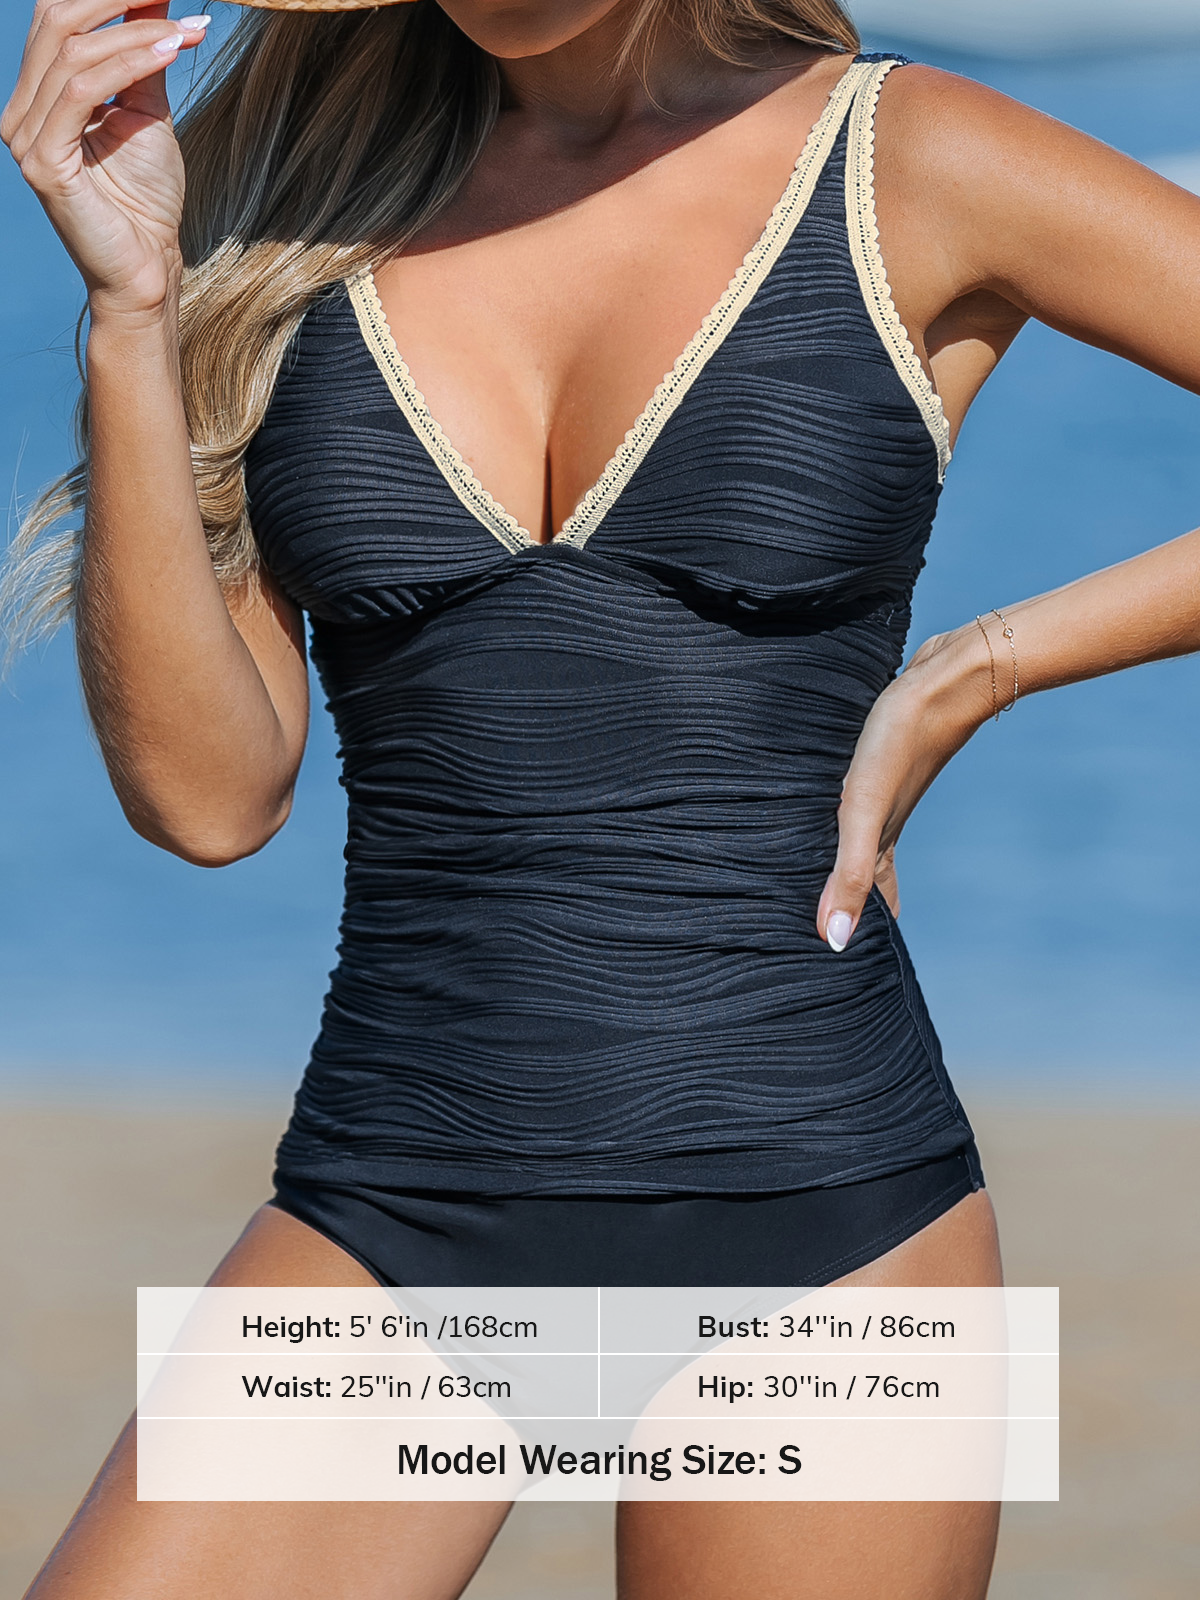 Height: 5' 6'in /168cm
Bust: 34''in / 86cm
Waist: 25''in / 63cm
Hip: 30''in / 76cm
Model Wearing Size: S